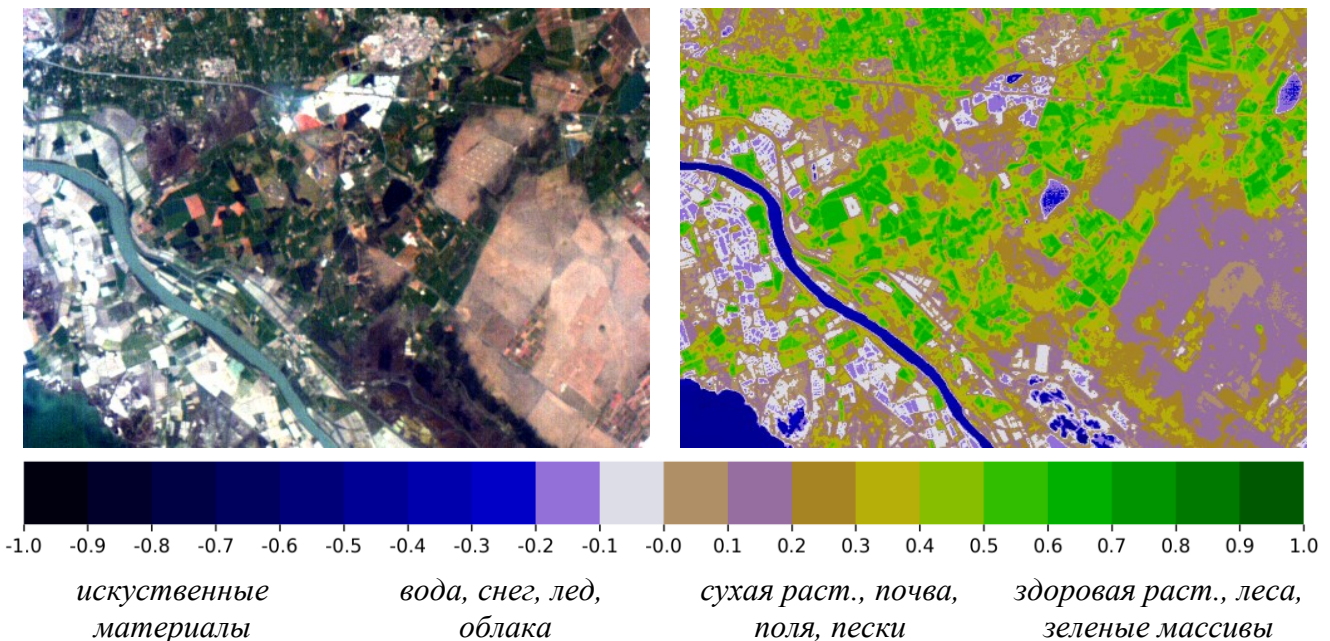 -1.0 -0.9 -0.8 -0.7 -0.6 -0.5 -0.4 -0.3 -0.2 -0.1 -0.0 0.1 0.2 0.3 0.4 0.5 0.6 0.7 0.8 0.9 1.0
искуственные вода, снег, лед, сухая раст., почва, здоровая раст., леса,
материалы облака поля, пески зеленые массивы